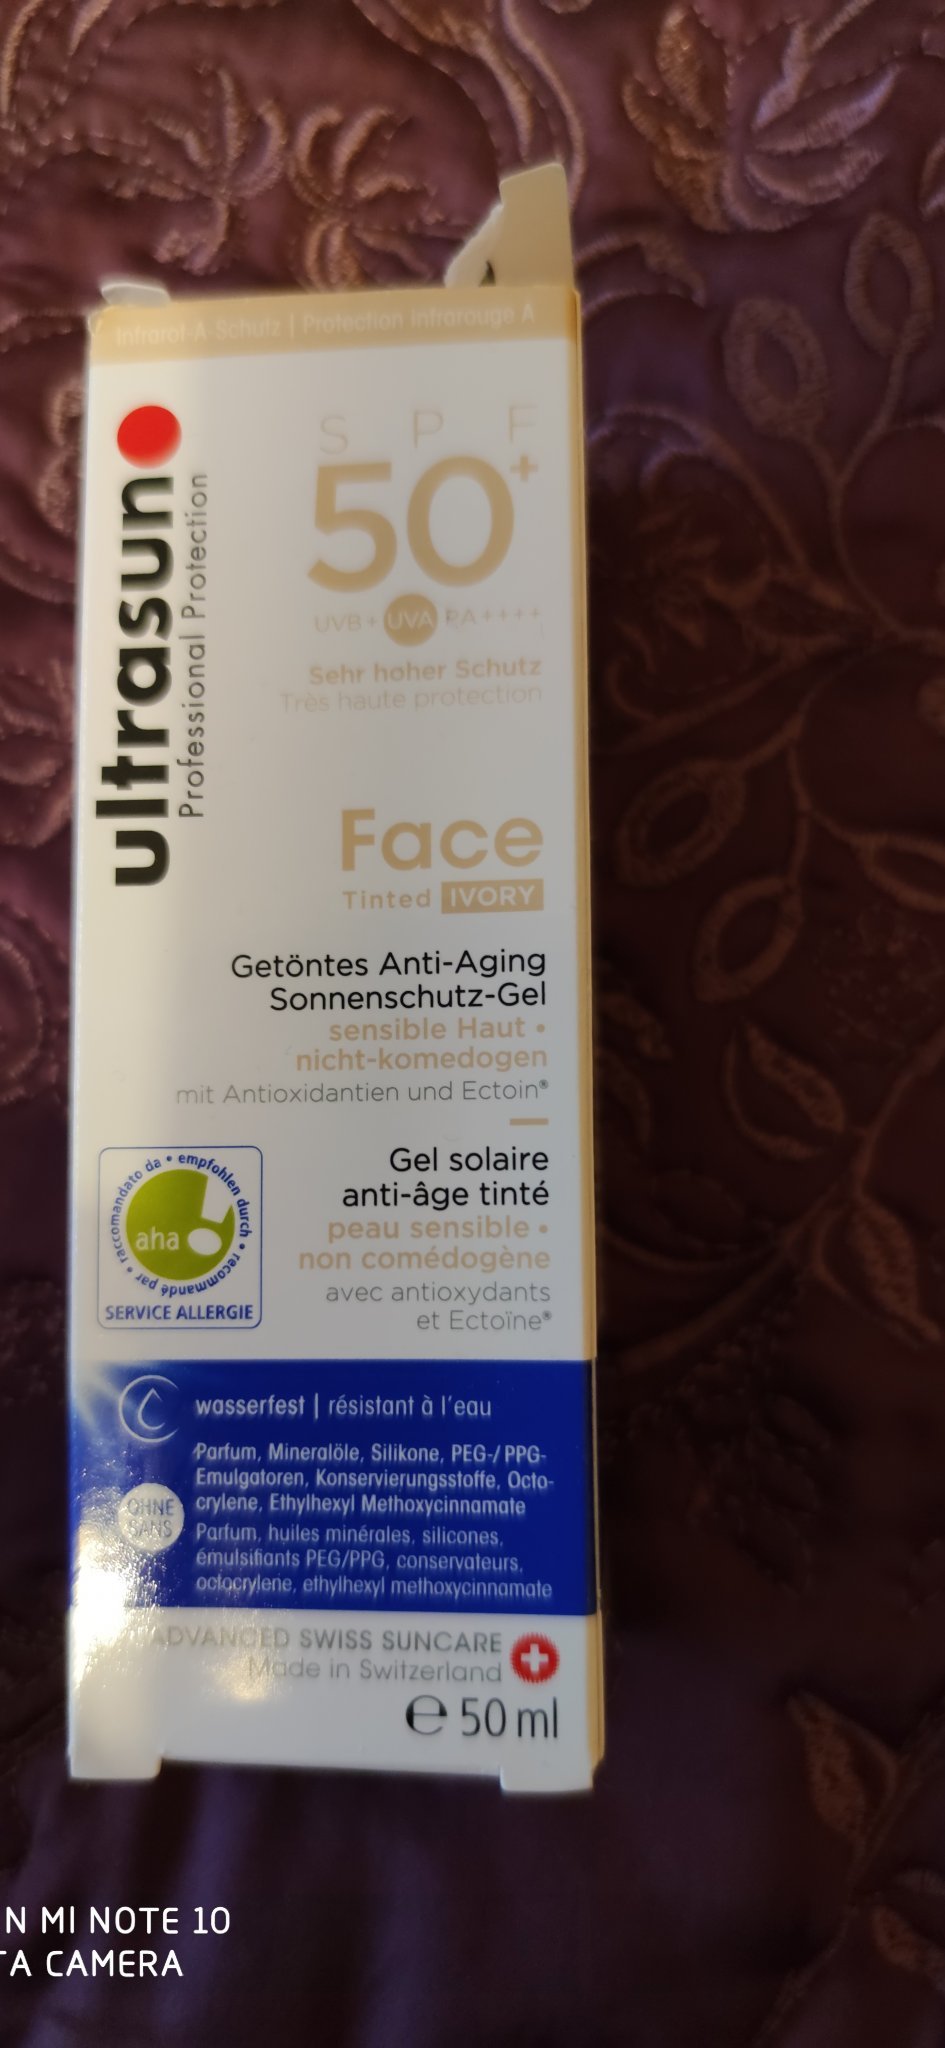 Infrarot-A-Schutz | Protection infrarouge A
ultrasun
Professional Protection
SPF
50+
UVB + UVA PA++++
Sehr hoher Schutz
Très haute protection
Face
Tinted IVORY
Getöntes Anti-Aging
Sonnenschutz-Gel
sensible Haut •
nicht-komedogen
mit Antioxidantien und Ectoin®
Gel solaire
anti-âge tinté
peau sensible •
non comédogène
avec antioxydants
et Ectoïne®
empfohlen durch • recommandé par • raccomandato da •
aha!
SERVICE ALLERGIE
wasserfest | résistant à l'eau
OHNE
SANS
Parfum, Mineralöle, Silikone, PEG-/PPG-
Emulgatoren, Konservierungsstoffe, Octo-
crylene, Ethylhexyl Methoxycinnamate
Parfum, huiles minérales, silicones,
émulsifiants PEG/PPG, conservateurs,
octocrylene, ethylhexyl methoxycinnamate
ADVANCED SWISS SUNCARE
Made in Switzerland
℮ 50 ml
N MI NOTE 10
TA CAMERA